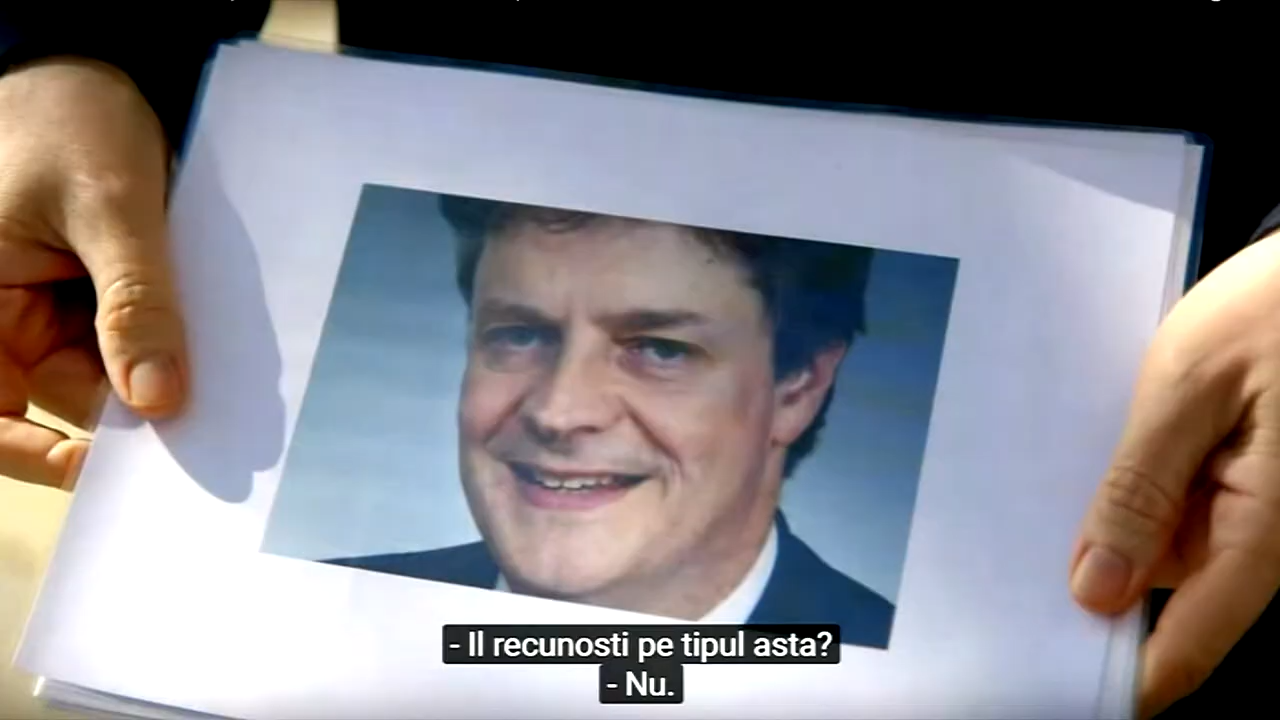 - Il recunosti pe tipul asta?
- Nu.